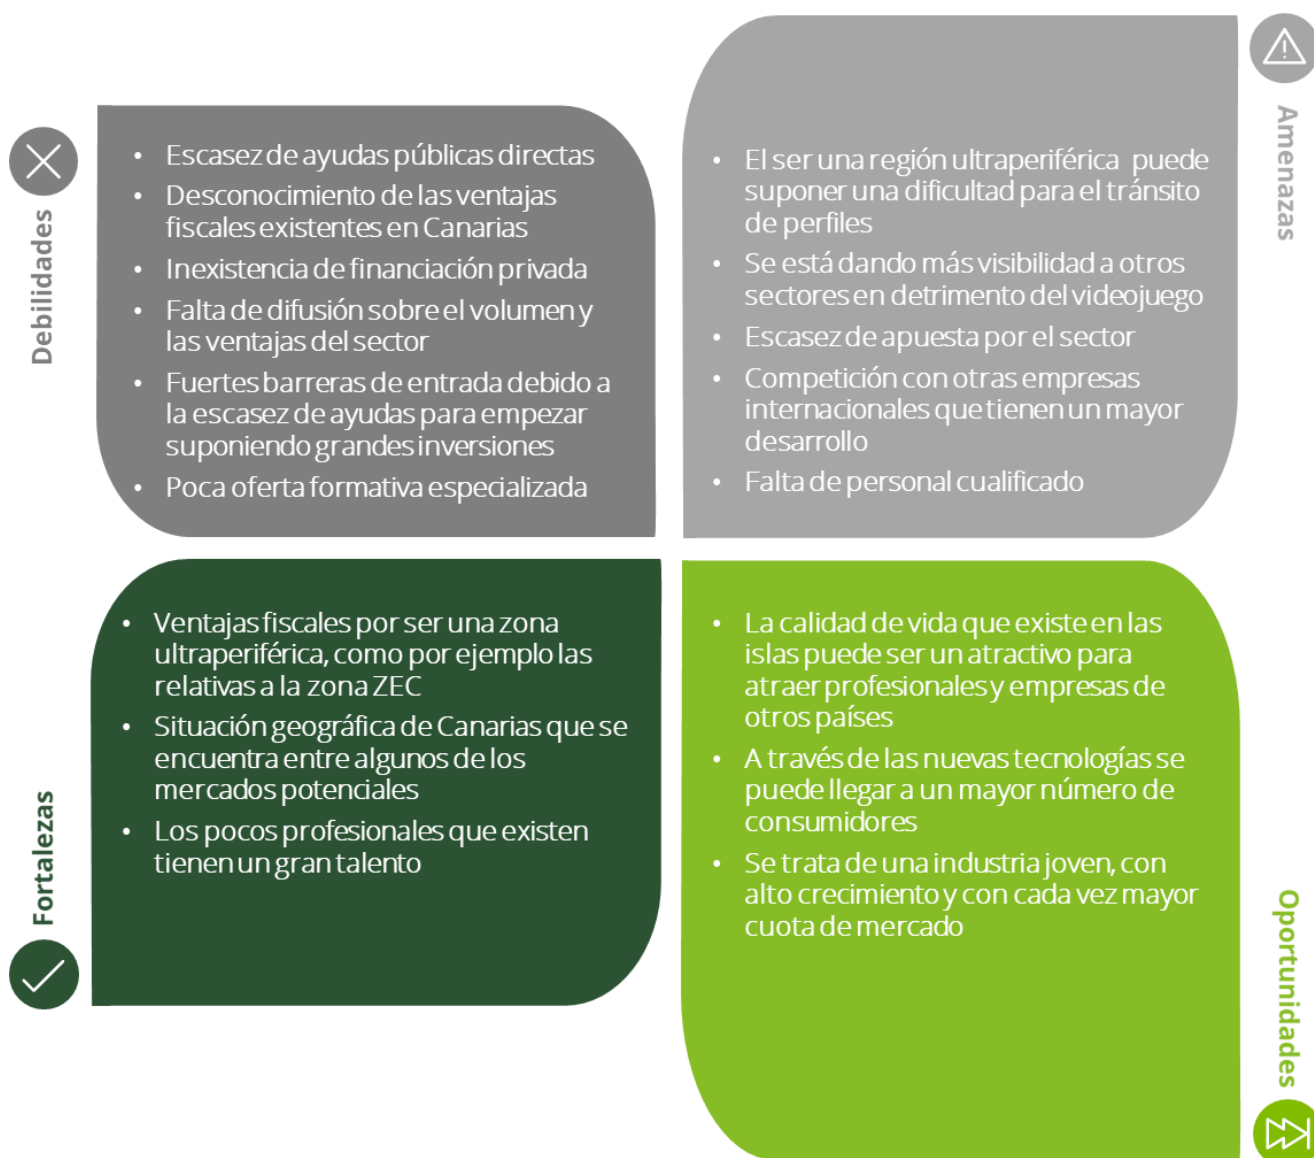 Debilidades
• Escasez de ayudas públicas directas
• Desconocimiento de las ventajas
fiscales existentes en Canarias
• Inexistencia de financiación privada
• Falta de difusión sobre el volumen y
las ventajas del sector
• Fuertes barreras de entrada debido a
la escasez de ayudas para empezar
suponiendo grandes inversiones
• Poca oferta formativa especializada
Amenazas
• El ser una región ultraperiférica puede
suponer una dificultad para el tránsito
de perfiles
• Se está dando más visibilidad a otros
sectores en detrimento del videojuego
• Escasez de apuesta por el sector
• Competición con otras empresas
internacionales que tienen un mayor
desarrollo
• Falta de personal cualificado
Fortalezas
• Ventajas fiscales por ser una zona
ultraperiférica, como por ejemplo las
relativas a la zona ZEC
• Situación geográfica de Canarias que se
encuentra entre algunos de los
mercados potenciales
• Los pocos profesionales que existen
tienen un gran talento
Oportunidades
• La calidad de vida que existe en las
islas puede ser un atractivo para
atraer profesionales y empresas de
otros países
• A través de las nuevas tecnologías se
puede llegar a un mayor número de
consumidores
• Se trata de una industria joven, con
alto crecimiento y con cada vez mayor
cuota de mercado